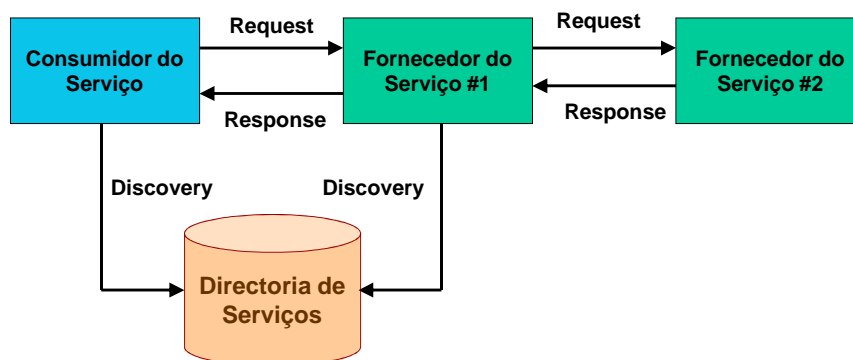 Request
Request
Consumidor do
Serviço
Fornecedor do
Serviço #1
Fornecedor do
Serviço #2
Response
Response
Discovery
Discovery
Directoria de
Serviços